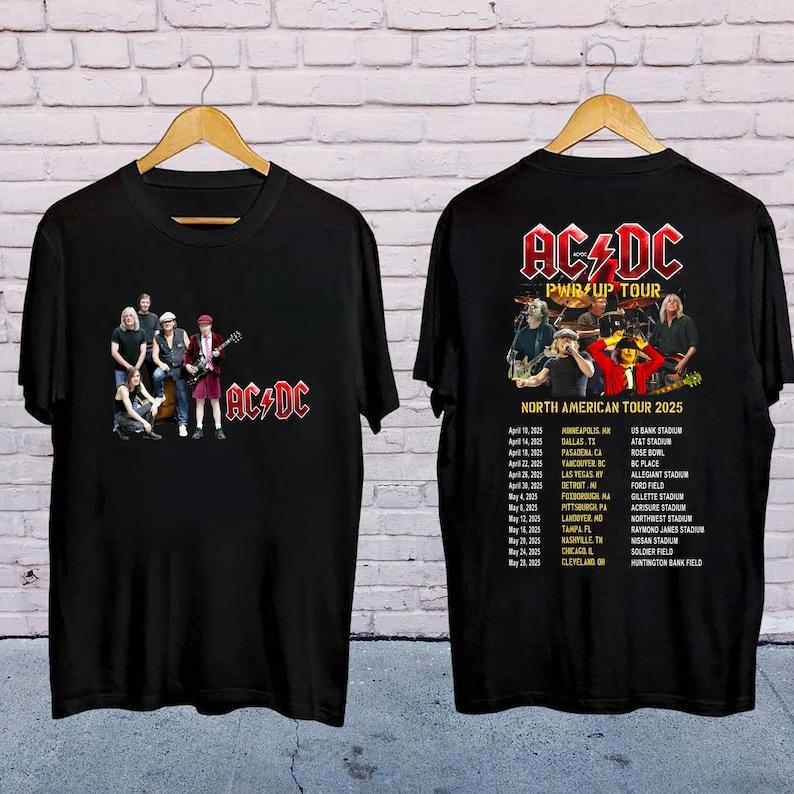 AC⚡DC
AC⚡DC
AC⚡DC
PWR⚡UP TOUR
NORTH AMERICAN TOUR 2025
April 10, 2025 MINNEAPOLIS, MN US BANK STADIUM
April 14, 2025 DALLAS , TX AT&T STADIUM
April 18, 2025 PASADENA, CA ROSE BOWL
April 22, 2025 VANCOUVER, BC BC PLACE
April 26, 2025 LAS VEGAS, NV ALLEGIANT STADIUM
April 30, 2025 DETROIT , MI FORD FIELD
May 4, 2025 FOXBOROUGH, MA GILLETTE STADIUM
May 8, 2025 PITTSBURGH, PA ACRISURE STADIUM
May 12, 2025 LANDOVER, MD NORTHWEST STADIUM
May 16, 2025 TAMPA, FL RAYMOND JANES STADIUM
May 20, 2025 NASHVILLE, TN NISSAN STADIUM
May 24, 2025 CHICAGO, IL SOLDIER FIELD
May 28, 2025 CLEVELAND, OH HUNTINGTON BANK FIELD